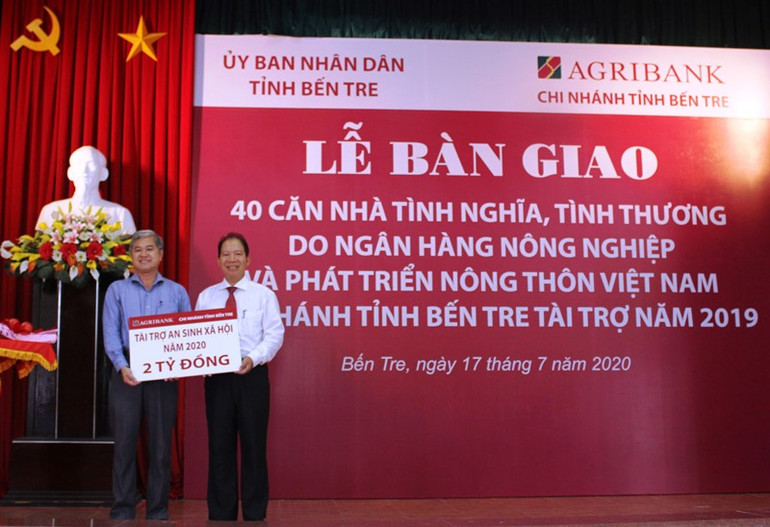 ỦY BAN NHÂN DÂN
TỈNH BẾN TRE
AGRIBANK
CHI NHÁNH TỈNH BẾN TRE
LỄ BÀN GIAO
40 CĂN NHÀ TÌNH NGHĨA, TÌNH THƯƠNG
DO NGÂN HÀNG NÔNG NGHIỆP
VÀ PHÁT TRIỂN NÔNG THÔN VIỆT NAM
HÁNH TỈNH BẾN TRE TÀI TRỢ NĂM 2019
Bến Tre, ngày 17 tháng 7 năm 2020
AGRIBANK CHI NHÁNH TỈNH BẾN TRE
TÀI TRỢ AN SINH XÃ HỘI
NĂM 2020
2 TỶ ĐỒNG